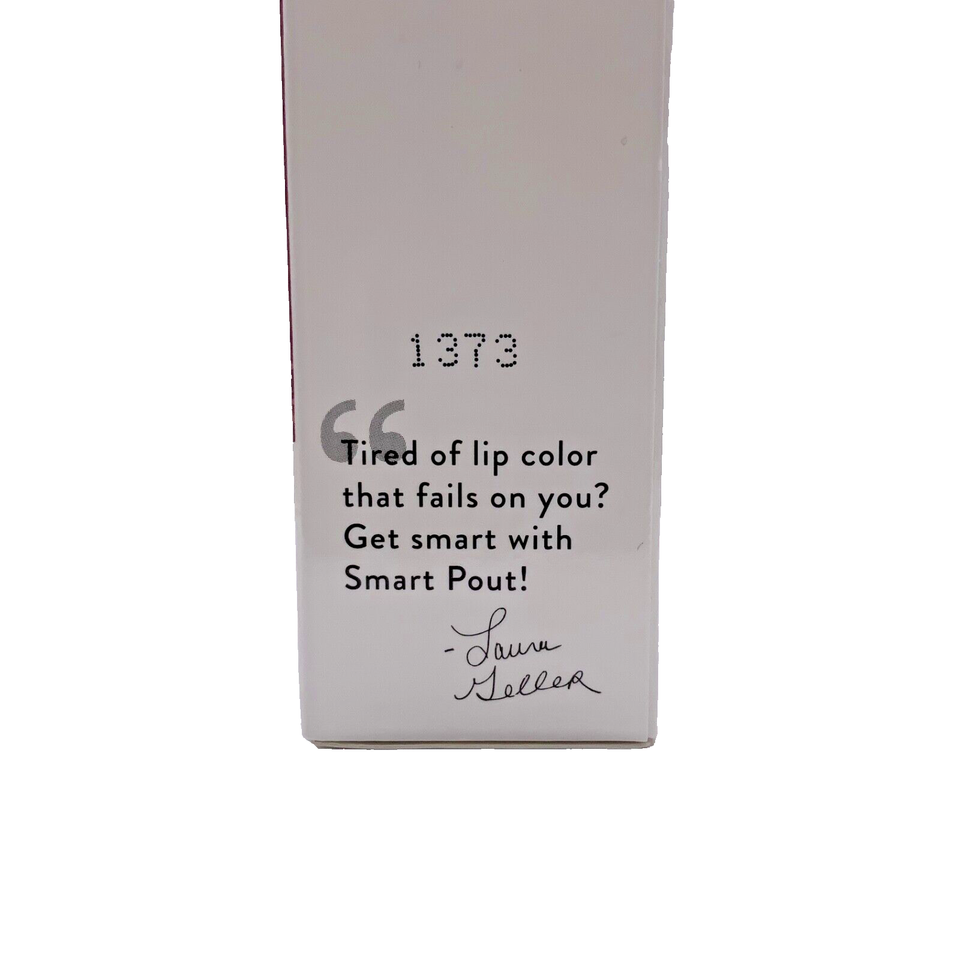 1373
“
Tired of lip color
that fails on you?
Get smart with
Smart Pout!
-Laura
Geller